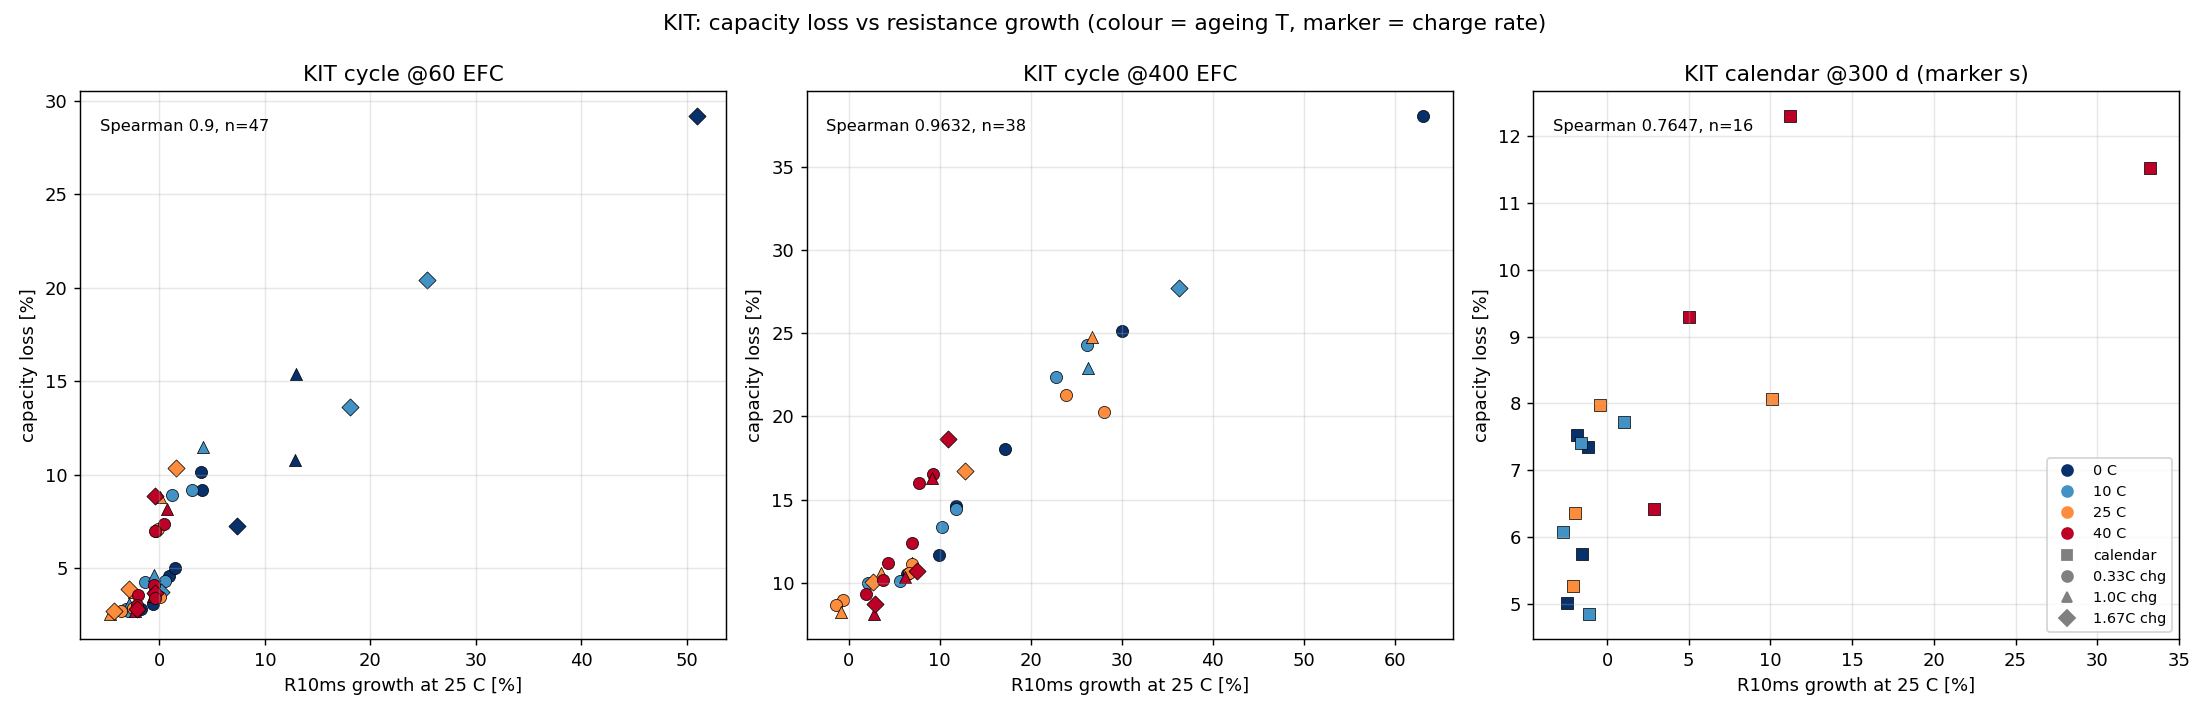 KIT: capacity loss vs resistance growth (colour = ageing T, marker = charge rate)
KIT cycle @60 EFC
Spearman 0.9, n=47
capacity loss [%]
30
25
20
15
10
5
0
10
20
30
40
50
R10ms growth at 25 C [%]
KIT cycle @400 EFC
Spearman 0.9632, n=38
capacity loss [%]
35
30
25
20
15
10
0
10
20
30
40
50
60
R10ms growth at 25 C [%]
KIT calendar @300 d (marker s)
Spearman 0.7647, n=16
capacity loss [%]
12
11
10
9
8
7
6
5
0
5
10
15
20
25
30
35
R10ms growth at 25 C [%]
0 C
10 C
25 C
40 C
calendar
0.33C chg
1.0C chg
1.67C chg